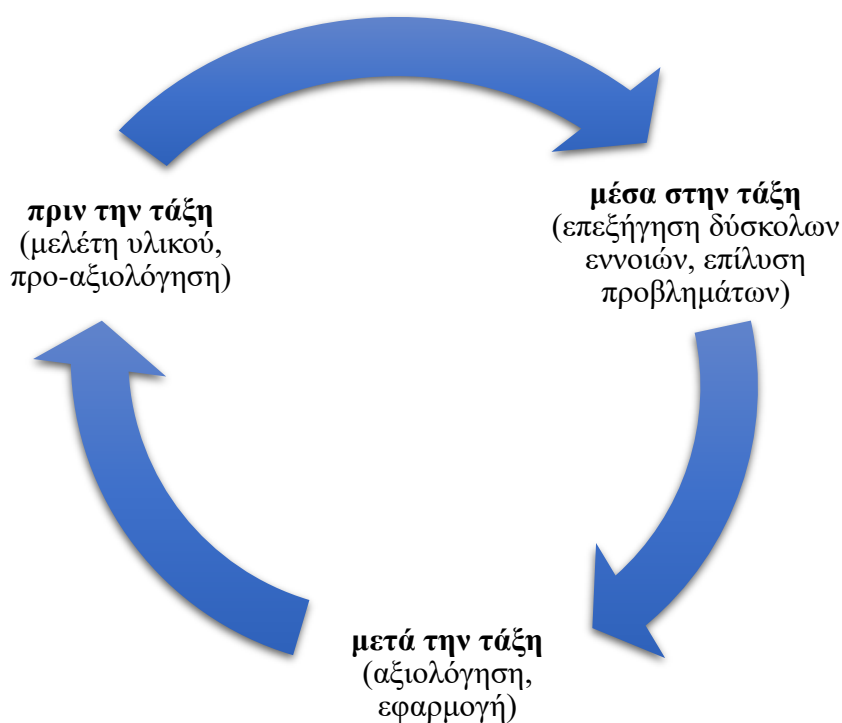 πριν την τάξη
(μελέτη υλικού,
προ-αξιολόγηση)
μέσα στην τάξη
(επεξήγηση δύσκολων
εννοιών, επίλυση
προβλημάτων)
μετά την τάξη
(αξιολόγηση,
εφαρμογή)